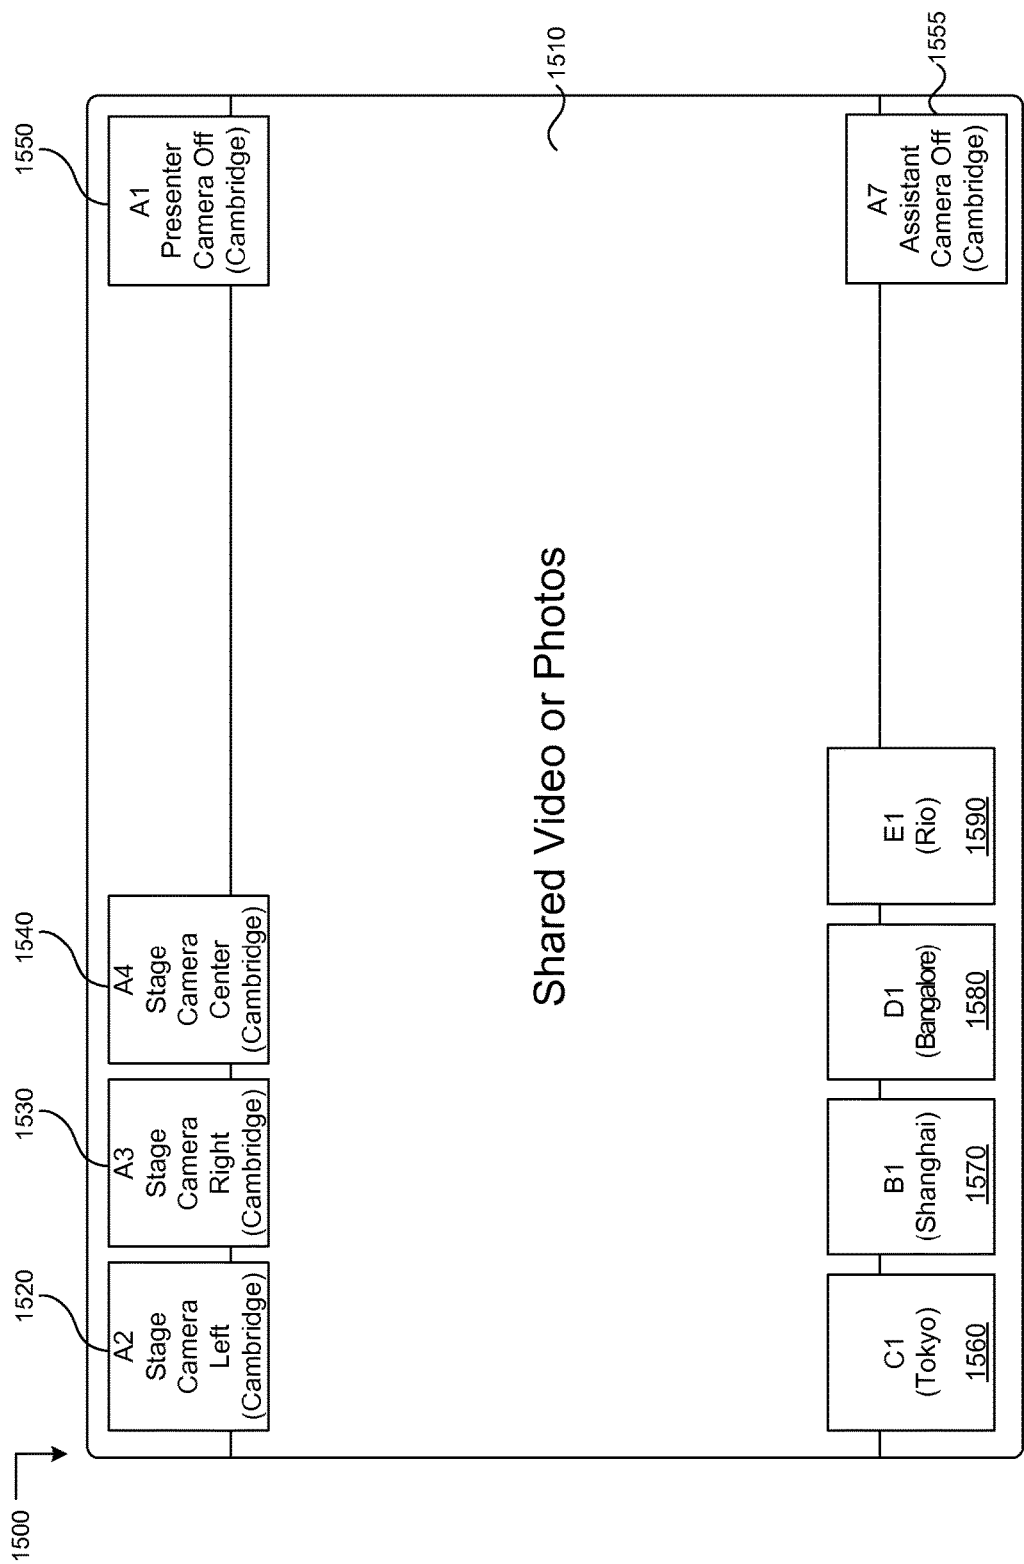 1500
1520
1530
1540
1550
A2
Stage
Camera
Left
(Cambridge)
A3
Stage
Camera
Right
(Cambridge)
A4
Stage
Camera
Center
(Cambridge)
A1
Presenter
Camera Off
(Cambridge)
Shared Video or Photos
1510
C1
(Tokyo)
1560
B1
(Shanghai)
1570
D1
(Bangalore)
1580
E1
(Rio)
1590
A7
Assistant
Camera Off
(Cambridge)
1555